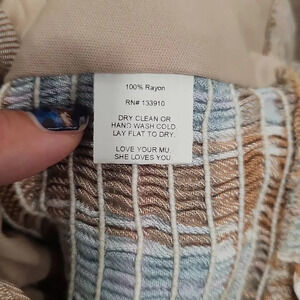 100% Rayon
RN# 133910
DRY CLEAN OR
HAND WASH COLD.
LAY FLAT TO DRY.
LOVE YOUR MU.
SHE LOVES YOU